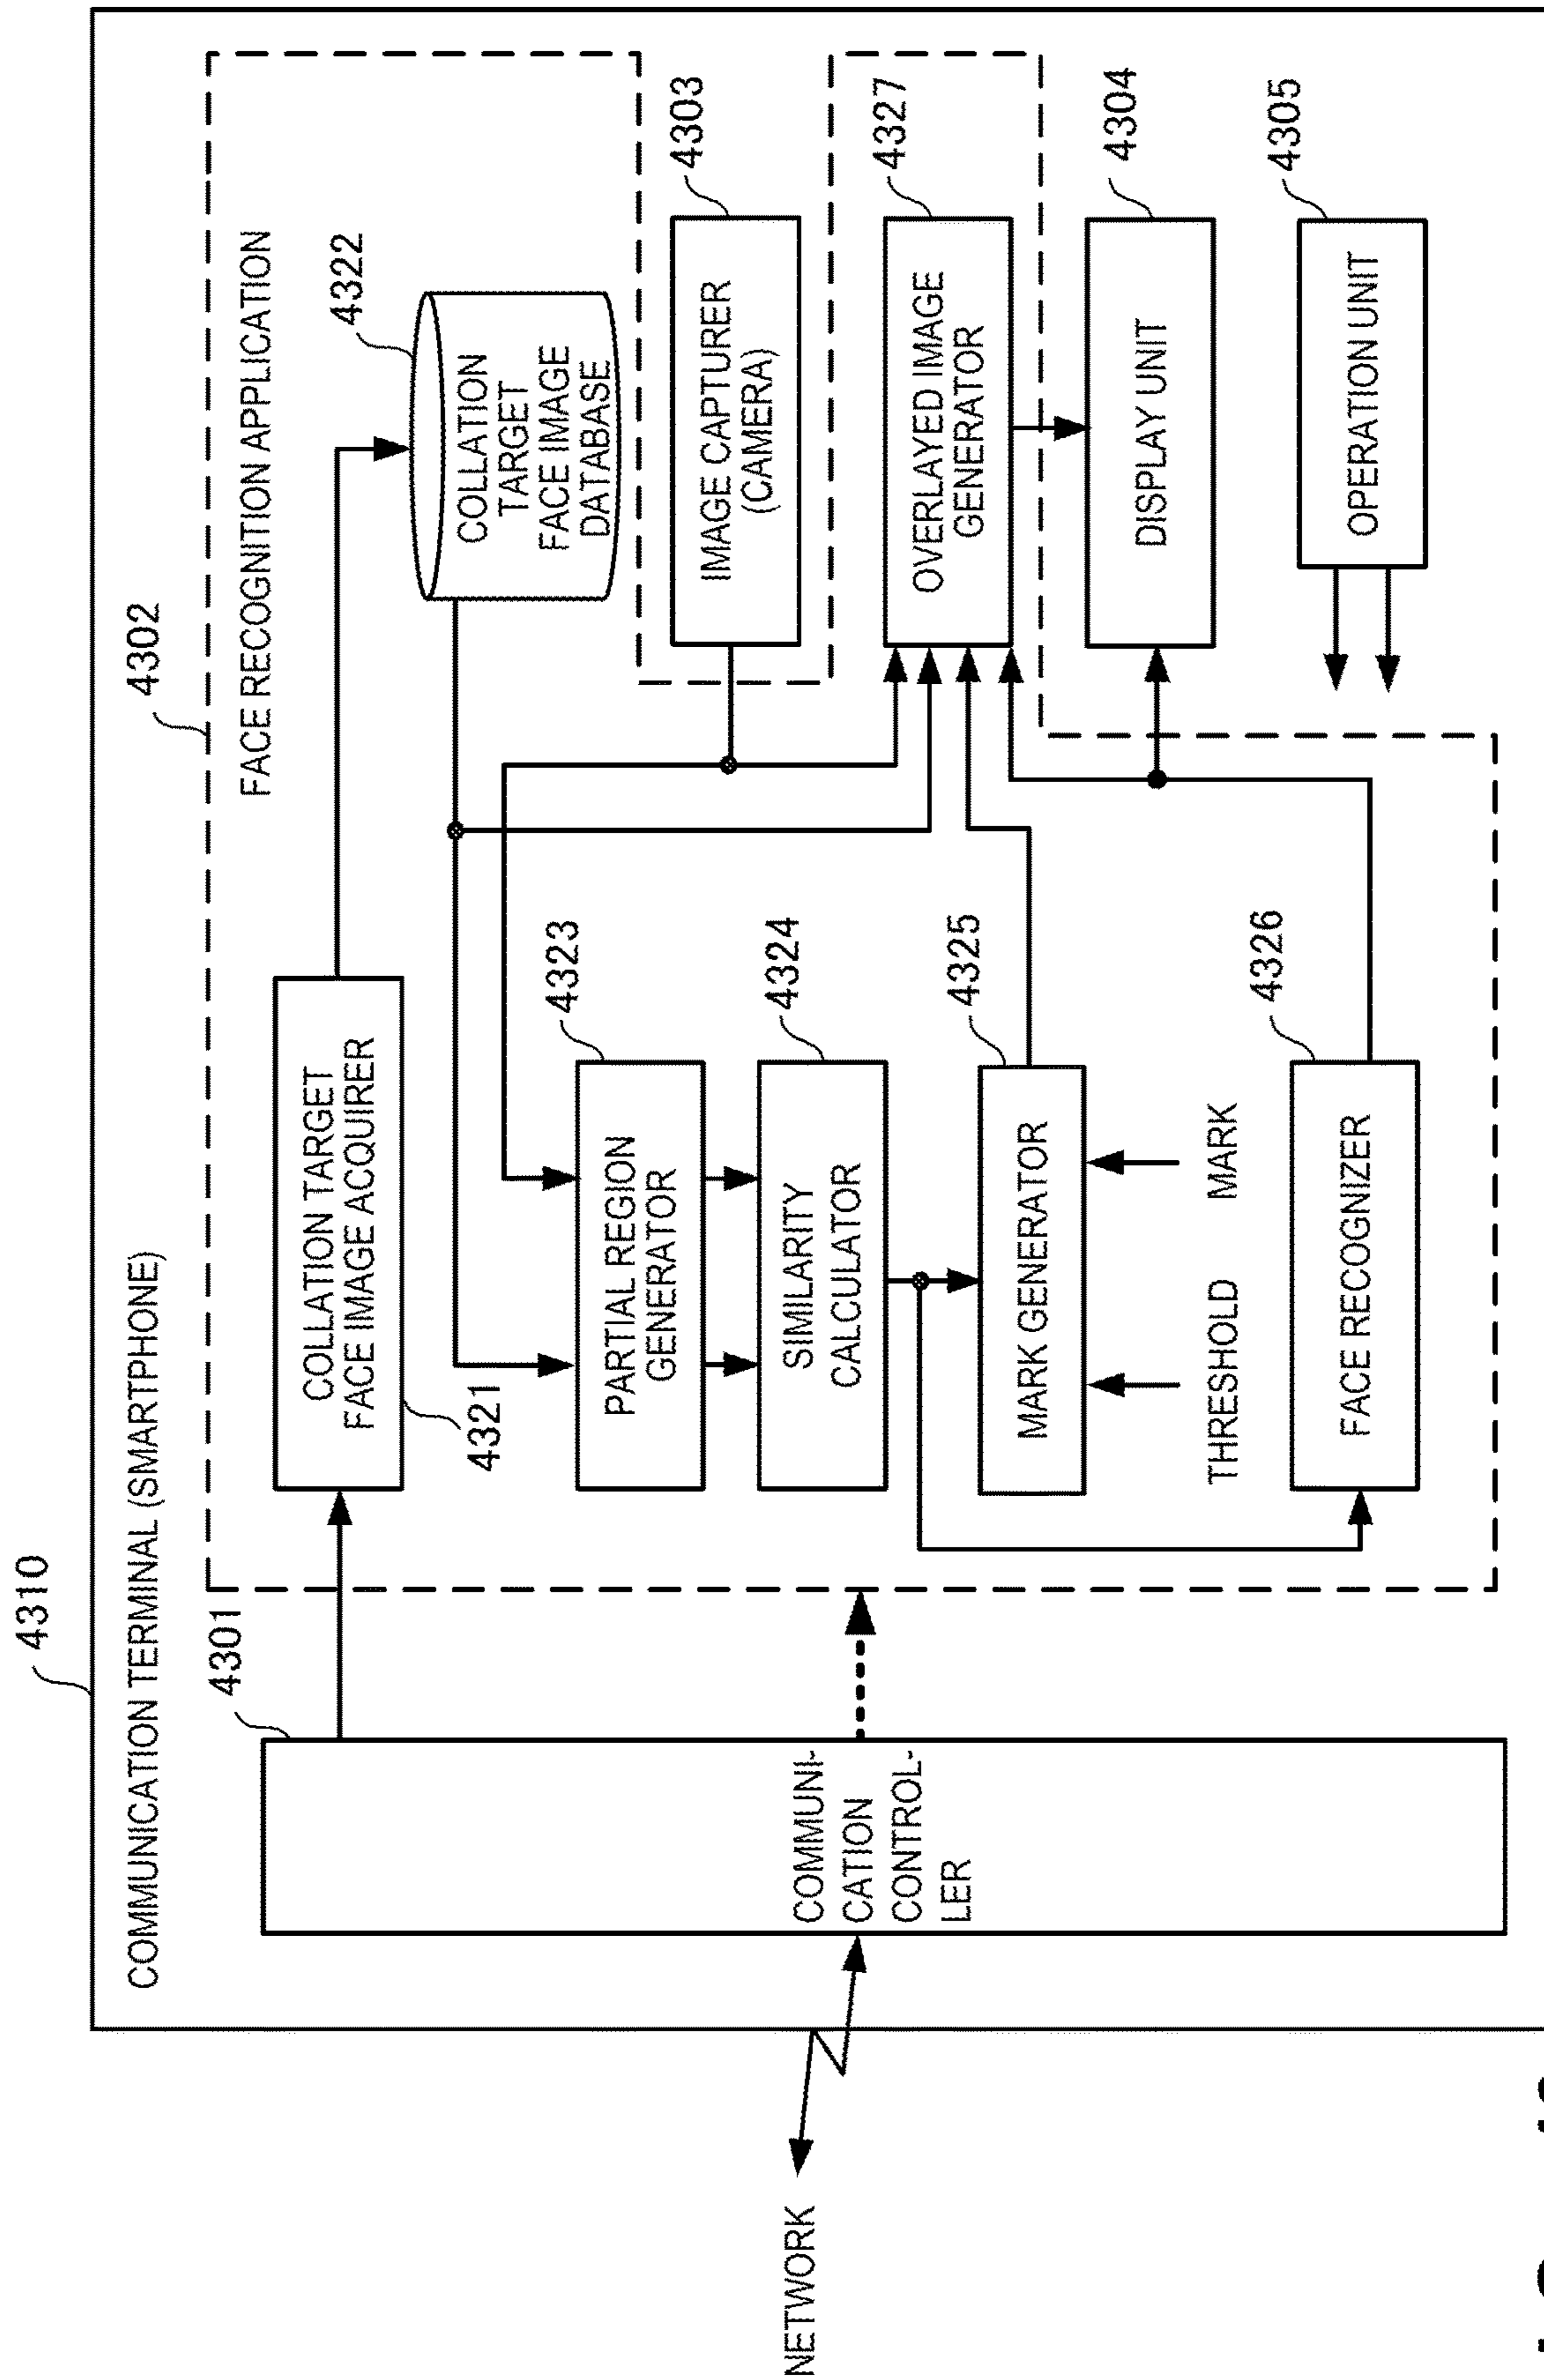 4310
COMMUNICATION TERMINAL (SMARTPHONE)
4302
FACE RECOGNITION APPLICATION
4301
COMMUNI-
CATION
CONTROL-
LER
NETWORK
COLLATION TARGET
FACE IMAGE ACQUIRER
4321
4322
COLLATION
TARGET
FACE IMAGE
DATABASE
4323
PARTIAL REGION
GENERATOR
4303
IMAGE CAPTURER
(CAMERA)
4324
SIMILARITY
CALCULATOR
4327
OVERLAYED IMAGE
GENERATOR
4325
MARK GENERATOR
THRESHOLD
MARK
4304
DISPLAY UNIT
4326
FACE RECOGNIZER
4305
OPERATION UNIT